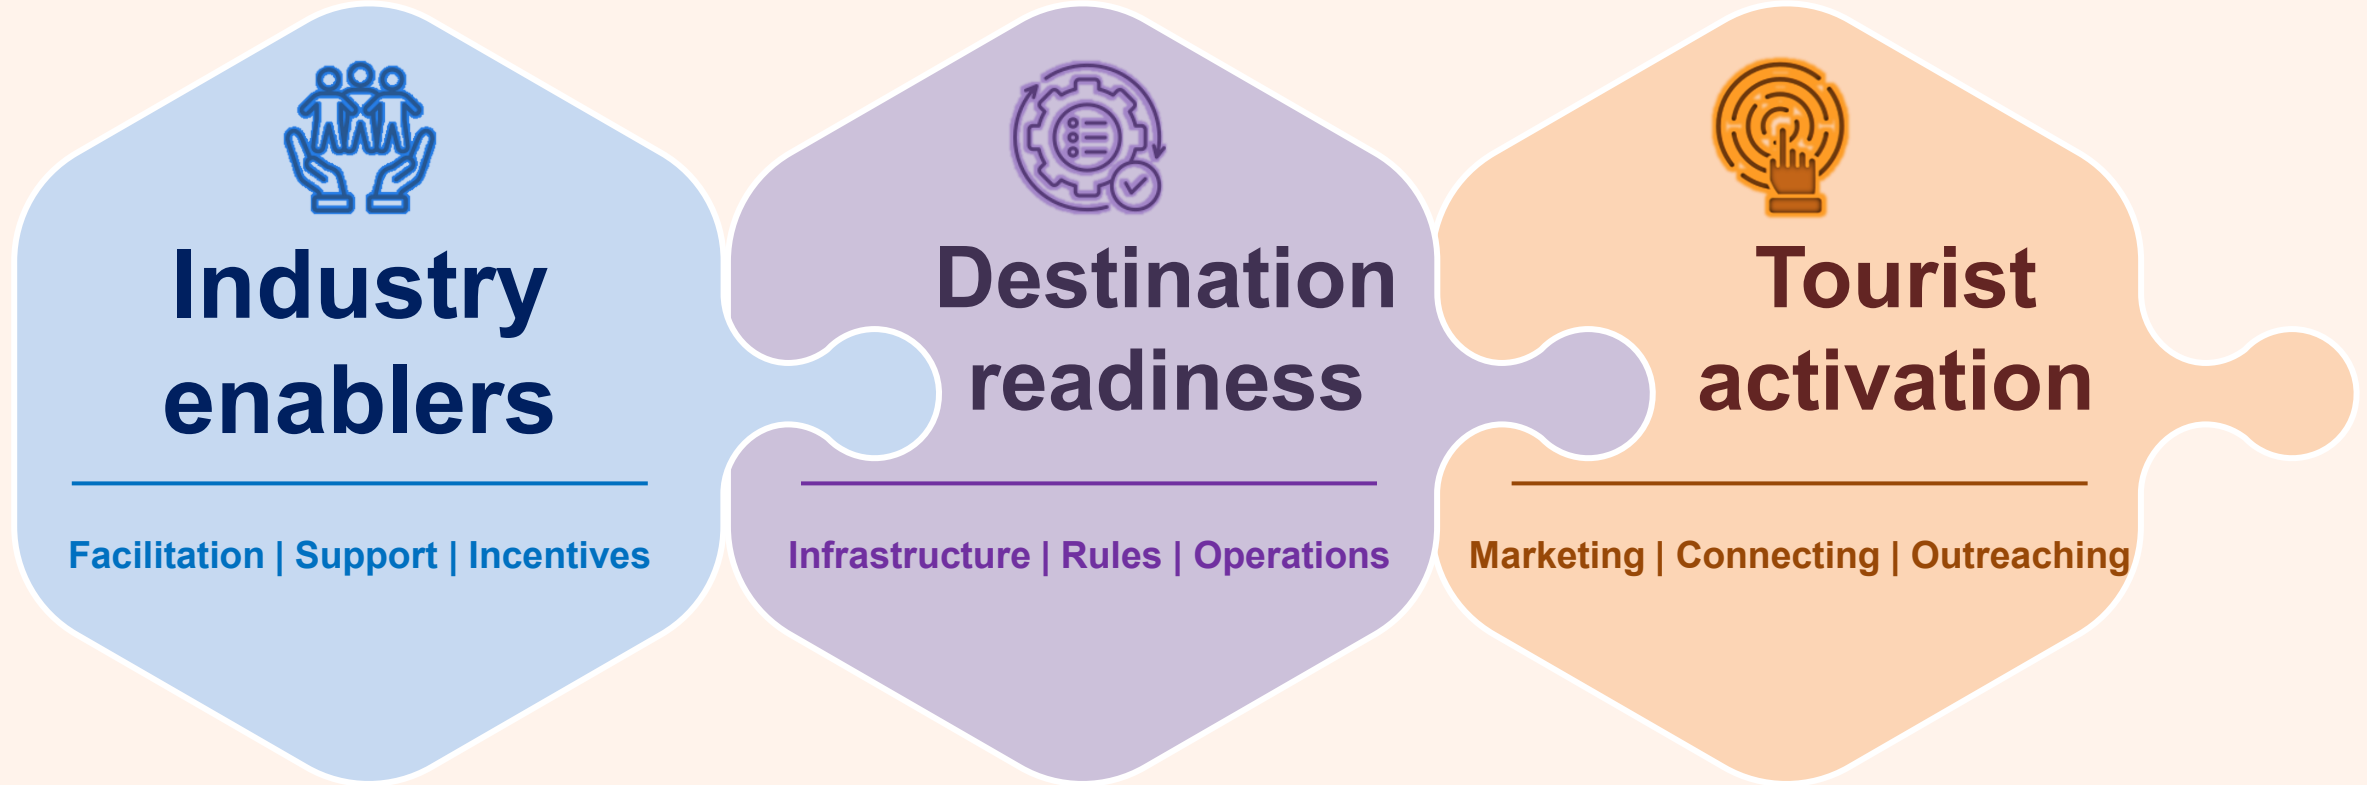 Industry
enablers
Facilitation | Support | Incentives
Destination
readiness
Infrastructure | Rules | Operations
Tourist
activation
Marketing | Connecting | Outreaching